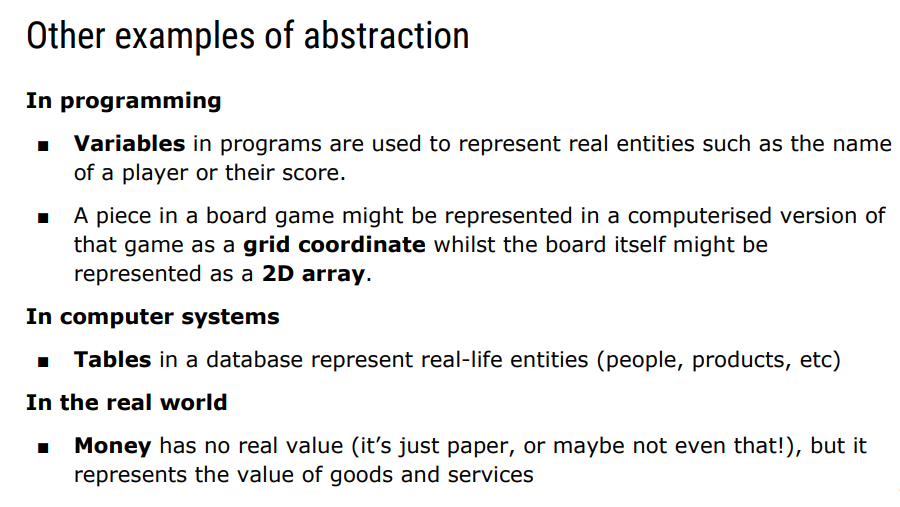 Other examples of abstraction
In programming
▪ Variables in programs are used to represent real entities such as the name
of a player or their score.
▪ A piece in a board game might be represented in a computerised version of
that game as a grid coordinate whilst the board itself might be
represented as a 2D array.
In computer systems
▪ Tables in a database represent real-life entities (people, products, etc)
In the real world
▪ Money has no real value (it’s just paper, or maybe not even that!), but it
represents the value of goods and services